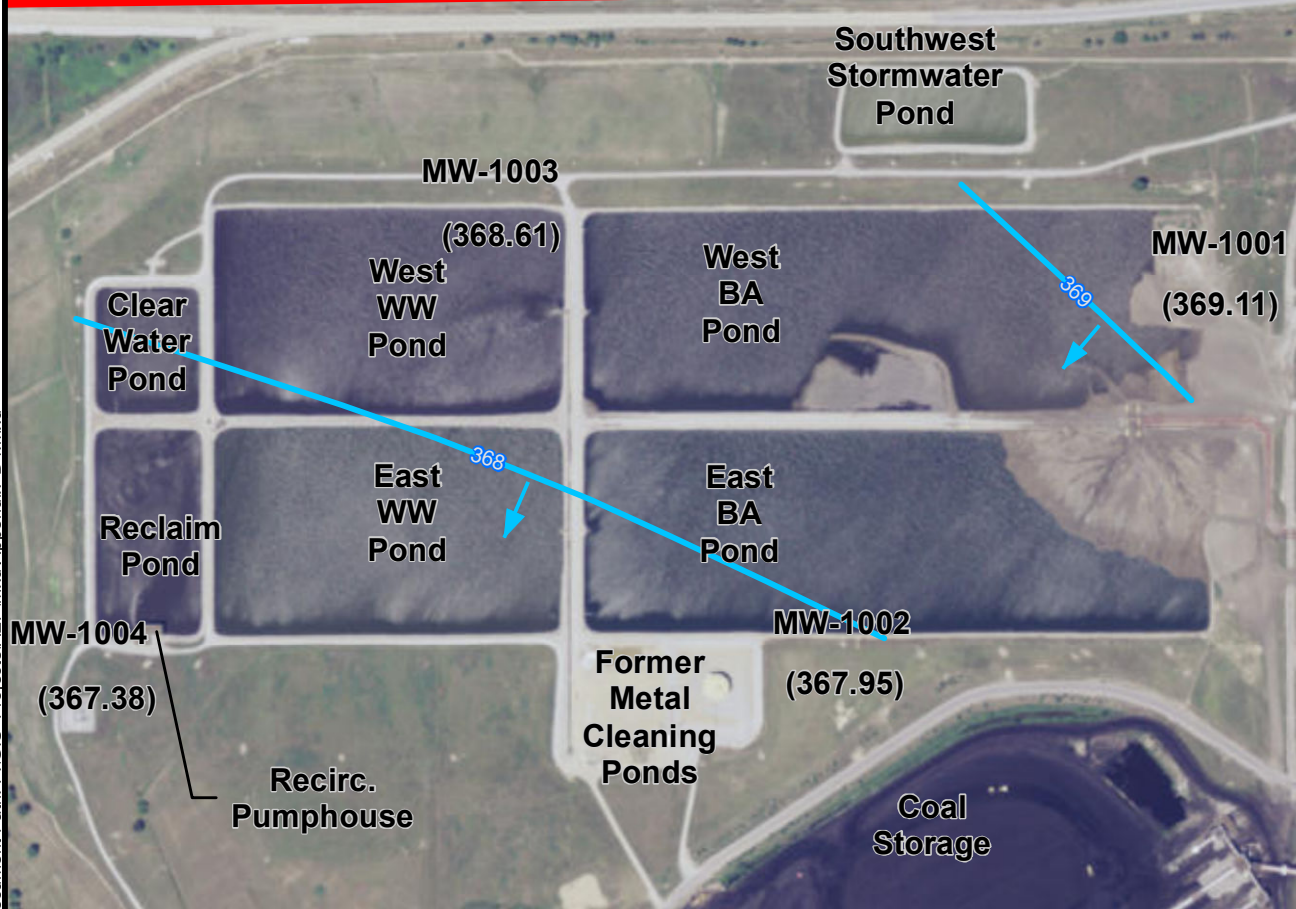 Southwest
Stormwater
Pond
MW-1003
(368.61)
MW-1001
(369.11)
West
WW
Pond
West
BA
Pond
369
Clear
Water
Pond
368
East
WW
Pond
East
BA
Pond
Reclaim
Pond
MW-1004
(367.38)
MW-1002
(367.95)
Former
Metal
Cleaning
Ponds
Recirc.
Pumphouse
Coal
Storage